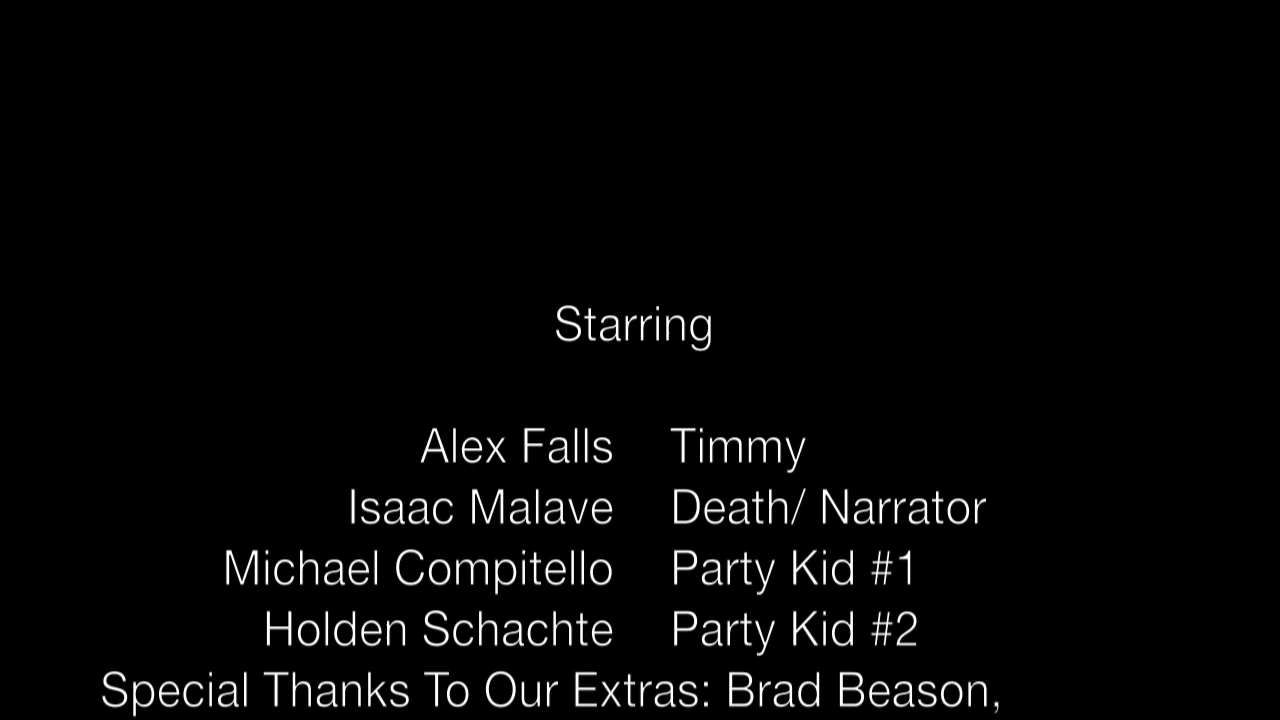 Starring
Alex Falls Timmy
Isaac Malave Death/ Narrator
Michael Compitello Party Kid #1
Holden Schachte Party Kid #2
Special Thanks To Our Extras: Brad Beason,